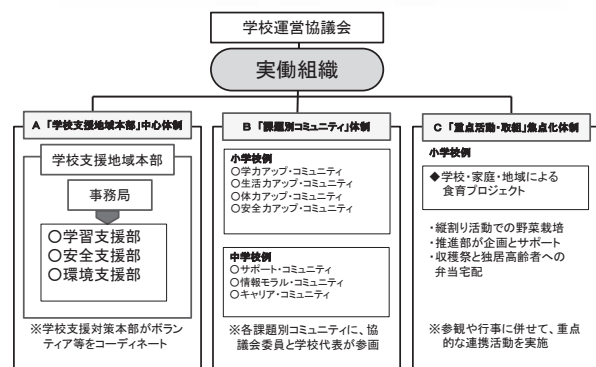 学校運営協議会
実働組織
A 「学校支援地域本部」中心体制
学校支援地域本部
事務局
○学習支援部
○安全支援部
○環境支援部
※学校支援対策本部がボラン
ティア等をコーディネート
B 「課題別コミュニティ」体制
小学校例
○学力アップ・コミュニティ
○生活力アップ・コミュニティ
○体力アップ・コミュニティ
○安全力アップ・コミュニティ
中学校例
○サポート・コミュニティ
○情報モラル・コミュニティ
○キャリア・コミュニティ
※各課題別コミュニティに、協
議会委員と学校代表が参画
C 「重点活動・取組」焦点化体制
小学校例
◆学校・家庭・地域による
食育プロジェクト
・縦割り活動での野菜栽培
・推進部が企画とサポート
・収穫祭と独居高齢者への
弁当宅配
※参観や行事に併せて、重点
的な連携活動を実施